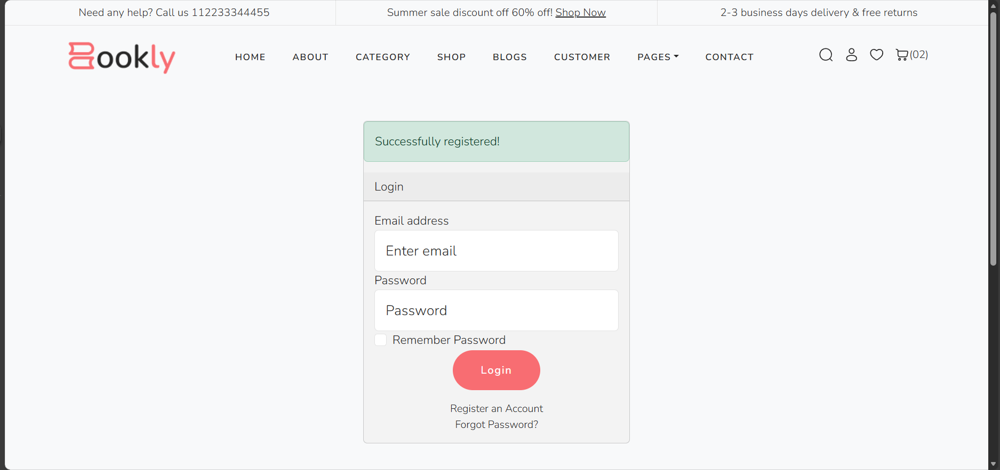 Need any help? Call us 112233344455
Summer sale discount off 60% off! Shop Now
2-3 business days delivery & free returns
Bookly
HOME
ABOUT
CATEGORY
SHOP
BLOGS
CUSTOMER
PAGES
CONTACT
(02)
Successfully registered!
Login
Email address
Enter email
Password
Password
Remember Password
Login
Register an Account
Forgot Password?